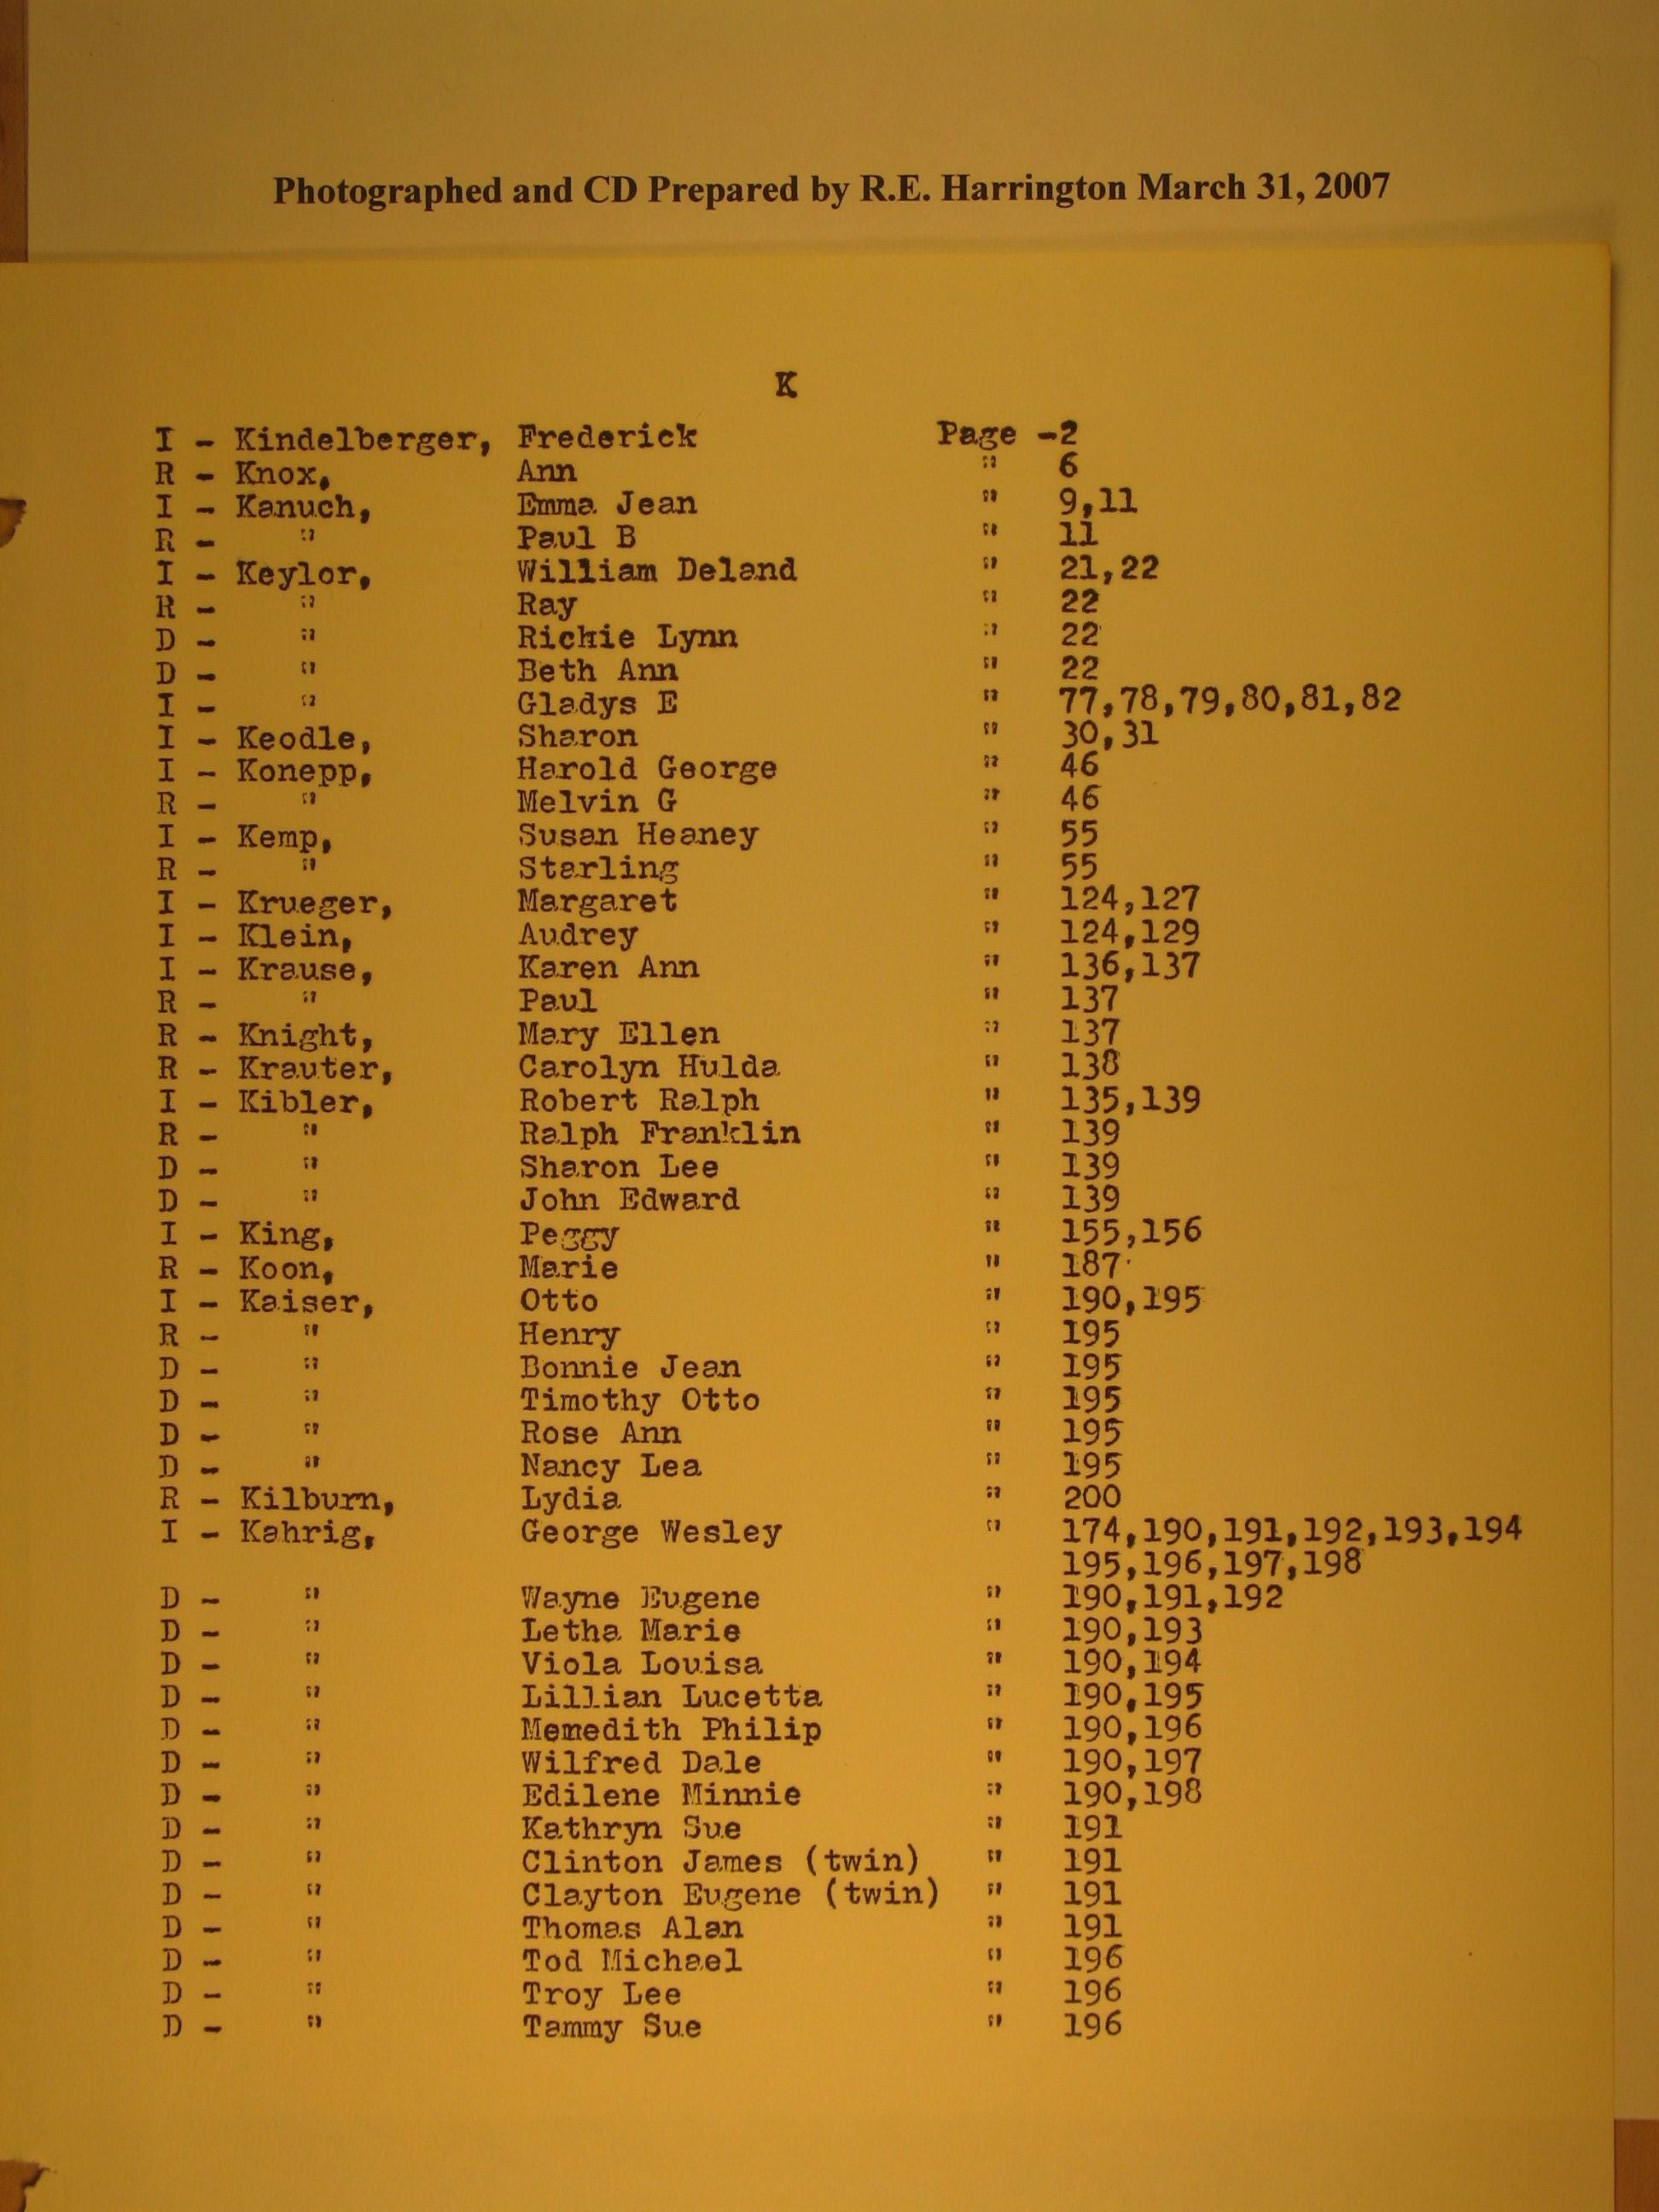 Photographed and CD Prepared by R.E. Harrington March 31, 2007
K
I - Kindelberger, Frederick Page -2
R - Knox, Ann " 6
I - Kanuch, Emma Jean " 9,11
R - " Paul B " 11
I - Keylor, William Deland " 21,22
R - " Ray " 22
D - " Richie Lynn " 22
D - " Beth Ann " 22
I - " Gladys E " 77,78,79,80,81,82
I - Keodle, Sharon " 30,31
I - Konepp, Harold George " 46
R - " Melvin G " 46
I - Kemp, Susan Heaney " 55
R - " Starling " 55
I - Krueger, Margaret " 124,127
I - Klein, Audrey " 124,129
I - Krause, Karen Ann " 136,137
R - " Paul " 137
R - Knight, Mary Ellen " 137
R - Krauter, Carolyn Hulda " 138
I - Kibler, Robert Ralph " 135,139
R - " Ralph Franklin " 139
D - " Sharon Lee " 139
D - " John Edward " 139
I - King, Peggy " 155,156
R - Koon, Marie " 187
I - Kaiser, Otto " 190,195
R - " Henry " 195
D - " Bonnie Jean " 195
D - " Timothy Otto " 195
D - " Rose Ann " 195
D - " Nancy Lea " 195
R - Kilburn, Lydia " 200
I - Kahrig, George Wesley " 174,190,191,192,193,194
195,196,197,198
D - " Wayne Eugene " 190,191,192
D - " Letha Marie " 190,193
D - " Viola Louisa " 190,194
D - " Lillian Lucetta " 190,195
D - " Memedith Philip " 190,196
D - " Wilfred Dale " 190,197
D - " Edilene Minnie " 190,198
D - " Kathryn Sue " 191
D - " Clinton James (twin) " 191
D - " Clayton Eugene (twin) " 191
D - " Thomas Alan " 191
D - " Tod Michael " 196
D - " Troy Lee " 196
D - " Tammy Sue " 196